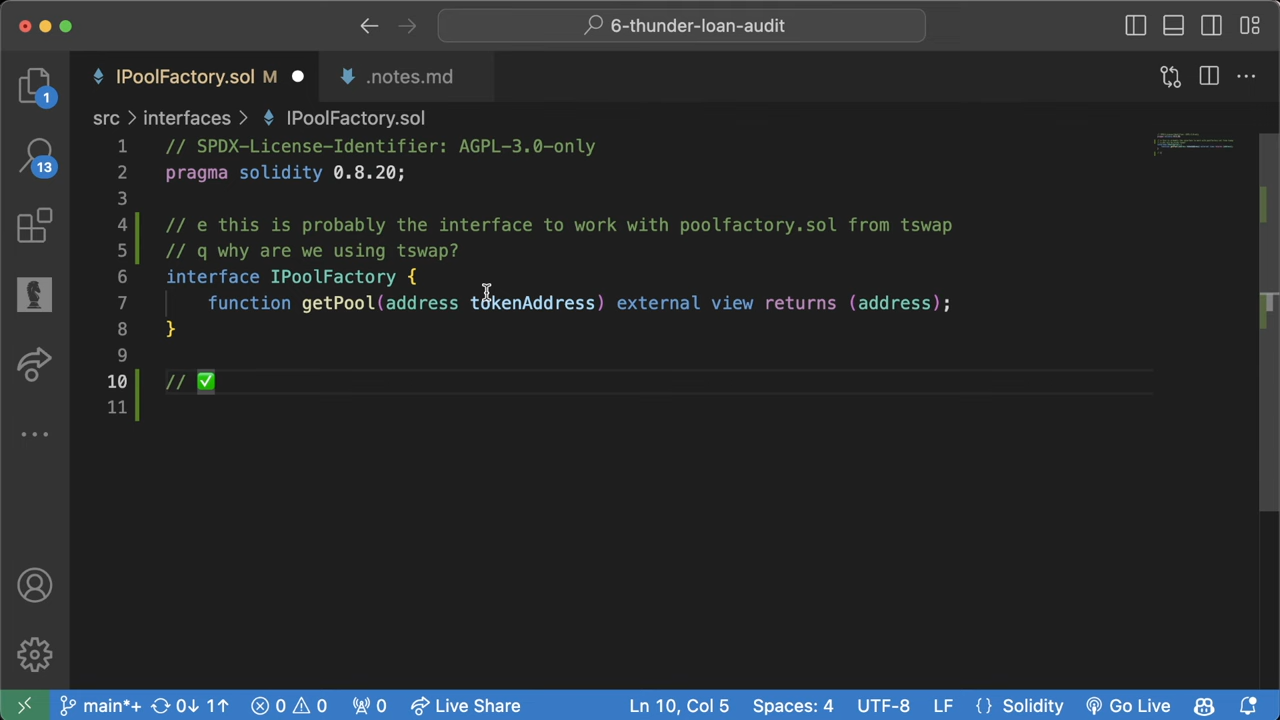 6-thunder-loan-audit
IPoolFactory.sol M
.notes.md
src > interfaces > IPoolFactory.sol
1 // SPDX-License-Identifier: AGPL-3.0-only
2 pragma solidity 0.8.20;
3
4 // e this is probably the interface to work with poolfactory.sol from tswap
5 // q why are we using tswap?
6 interface IPoolFactory {
7 function getPool(address tokenAddress) external view returns (address);
8 }
9
10 // ✅
11
1
13
main*+ 0↓ 1↑ 0 0 0 Live Share Ln 10, Col 5 Spaces: 4 UTF-8 LF {} Solidity Go Live